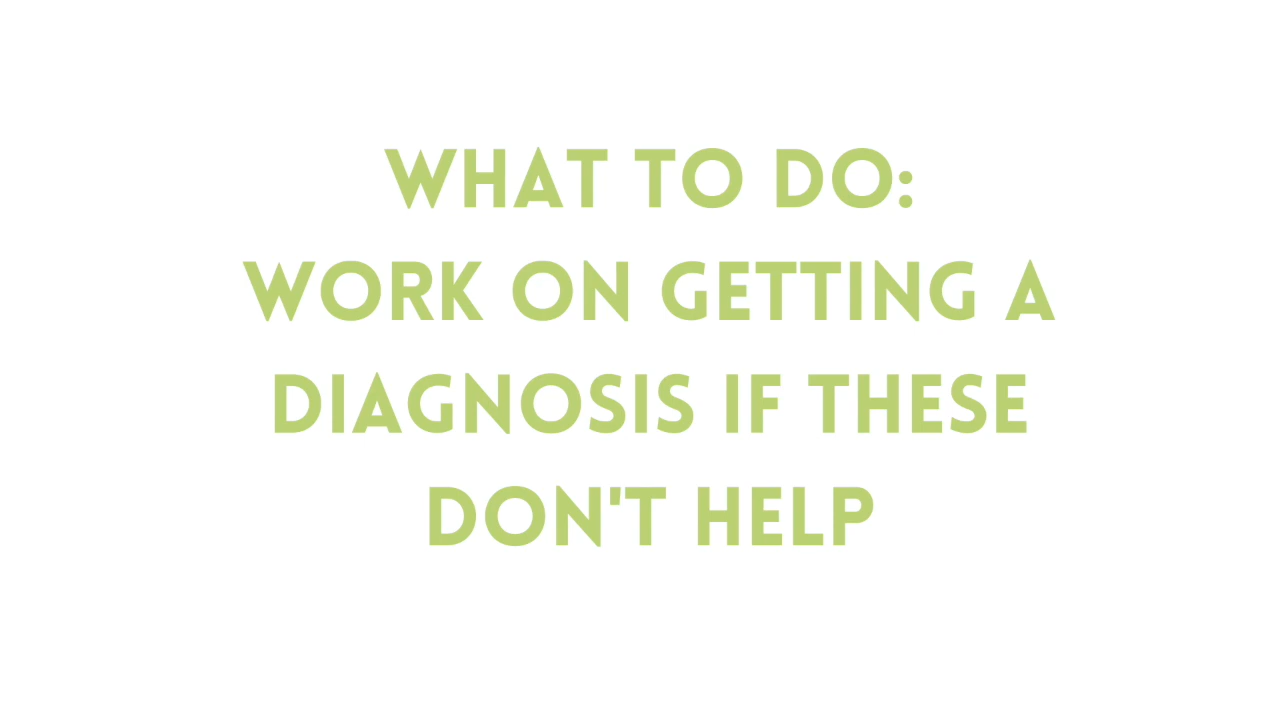 WHAT TO DO:
WORK ON GETTING A
DIAGNOSIS IF THESE
DON'T HELP